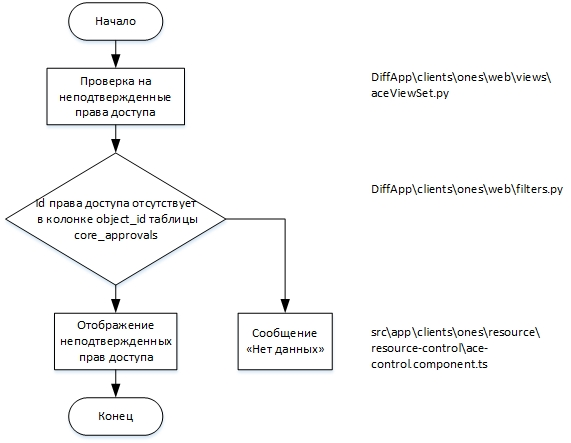 Начало
Проверка на
неподтвержденные
права доступа
DiffApp\clients\ones\web\views\
aceViewSet.py
Id права доступа отсутствует
в колонке object_id таблицы
core_approvals
DiffApp\clients\ones\web\filters.py
Отображение
неподтвержденных
прав доступа
Сообщение
«Нет данных»
src\app\clients\ones\resource\
resource-control\ace-
control.component.ts
Конец